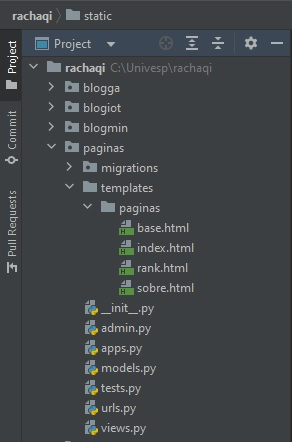 rachaqi static
Project
Project
rachaqi C:\Univesp\rachaqi
blogga
blogiot
blogmin
paginas
migrations
templates
paginas
base.html
index.html
rank.html
sobre.html
__init__.py
admin.py
apps.py
models.py
tests.py
urls.py
views.py
Commit
Pull Requests